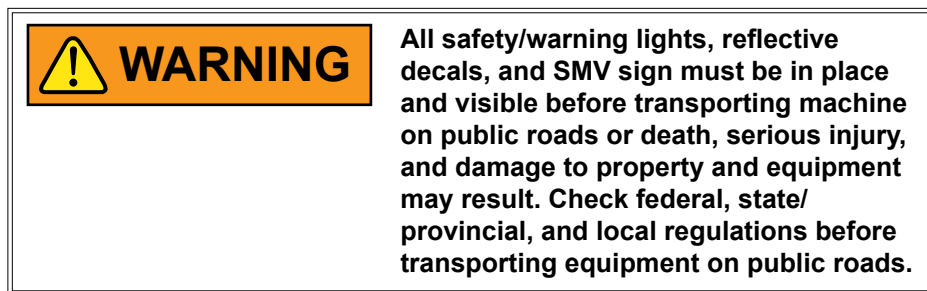 WARNING
All safety/warning lights, reflective
decals, and SMV sign must be in place
and visible before transporting machine
on public roads or death, serious injury,
and damage to property and equipment
may result. Check federal, state/
provincial, and local regulations before
transporting equipment on public roads.